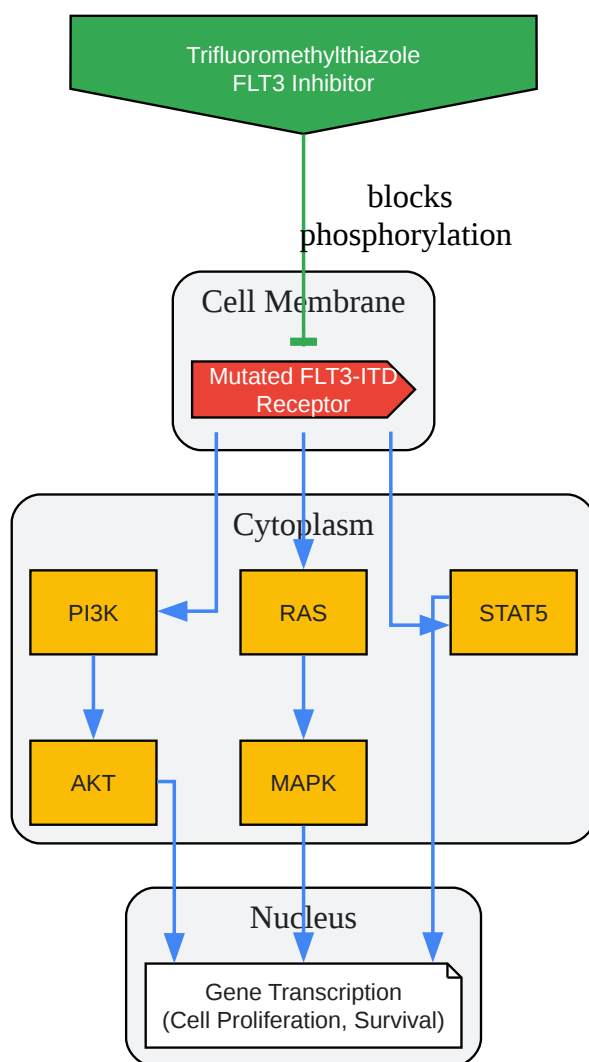 Trifluoromethylthiazole
FLT3 Inhibitor
blocks
phosphorylation
Cell Membrane
Mutated FLT3-ITD
Receptor
Cytoplasm
PI3K
RAS
STAT5
AKT
MAPK
Nucleus
Gene Transcription
(Cell Proliferation, Survival)